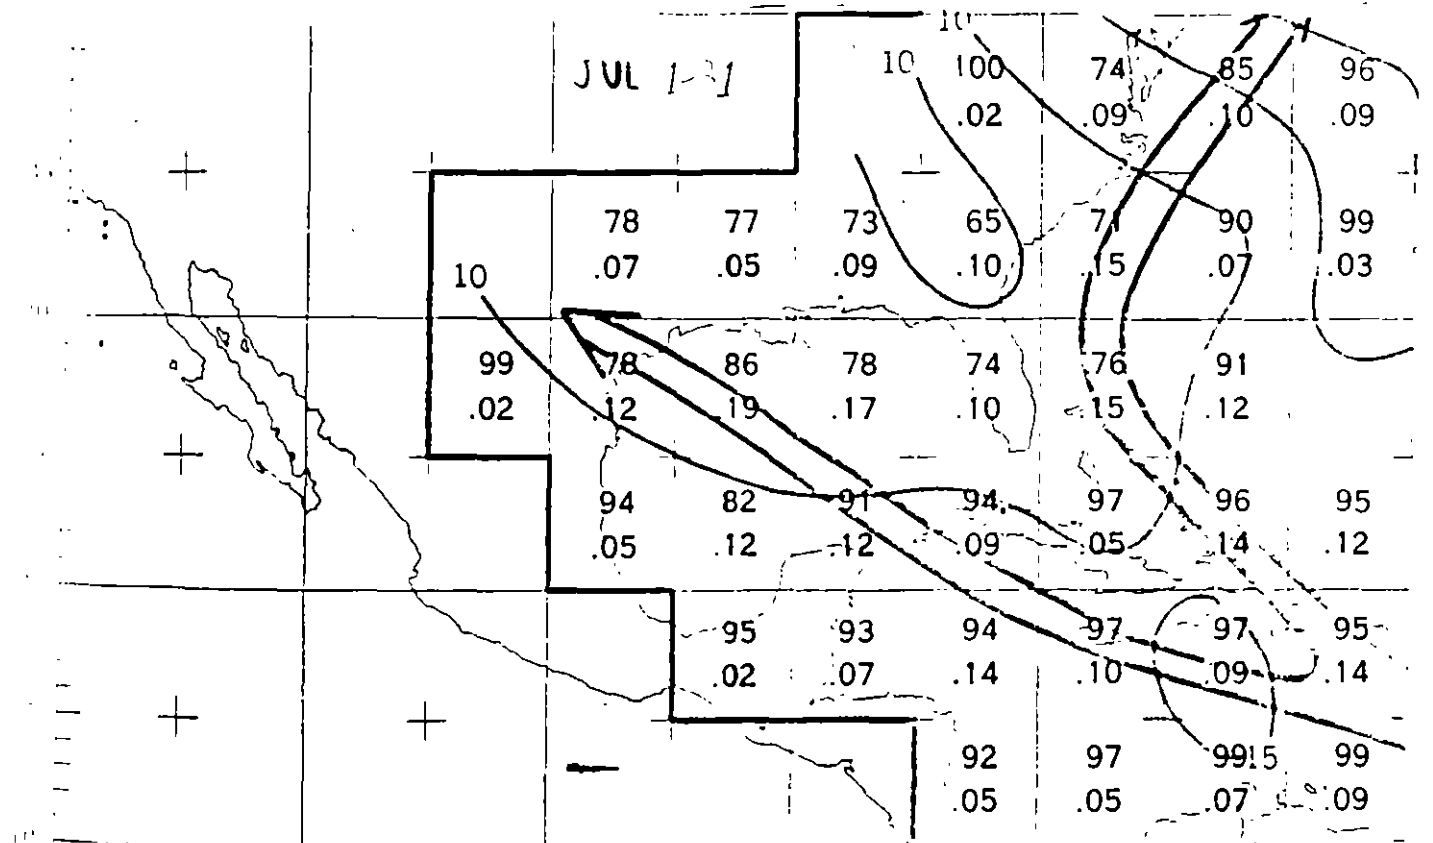 10
JUL 1-31
10 100 74 85 96
.02 .09 .10 .09
78 77 73 65 71 90 99
.07 .05 .09 .10 .15 .07 .03
10
99 78 86 78 74 76 91
.02 .12 .19 .17 .10 .15 .12
94 82 91 94 97 96 95
.05 .12 .12 .09 .05 .14 .12
95 93 94 97 97 95
.02 .07 .14 .10 .09 .14
92 97 99 15 99
.05 .05 .07 .09